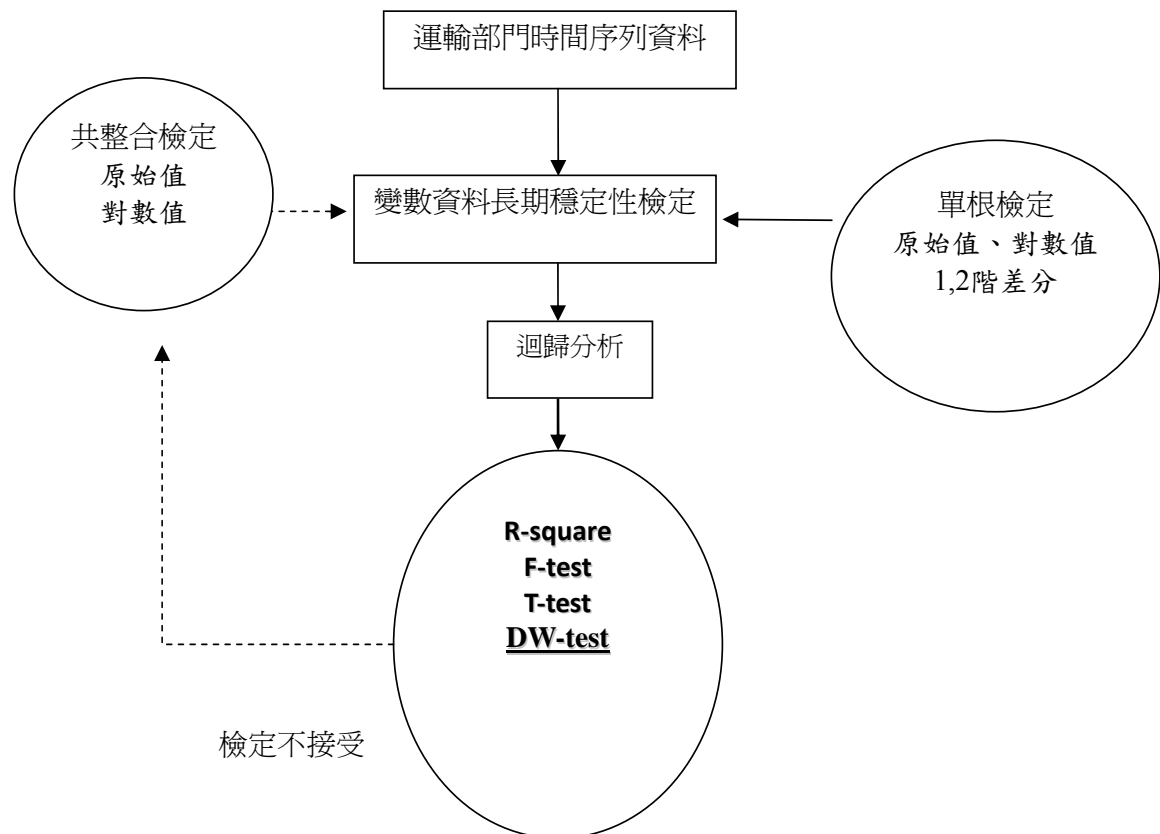 運輸部門時間序列資料
共整合檢定
原始值
對數值
變數資料長期穩定性檢定
單根檢定
原始值、對數值
1,2階差分
迴歸分析
R-square
F-test
T-test
DW-test
檢定不接受